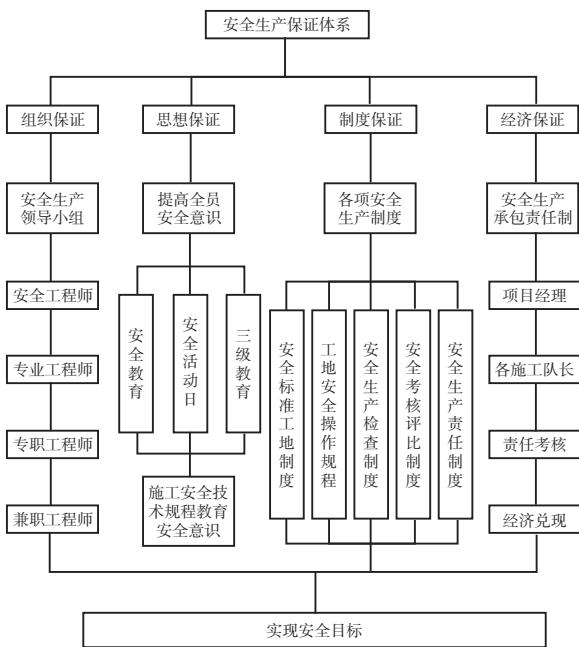 安全生产保证体系
组织保证
思想保证
制度保证
经济保证
安全生产
领导小组
提高全员
安全意识
各项安全
生产制度
安全生产
承包责任制
安全工程师
项目经理
安全教育
安全活动日
三级教育
安全标准工地制度
工地安全操作规程
安全生产检查制度
安全考核评比制度
安全生产责任制度
专业工程师
各施工队长
专职工程师
责任考核
施工安全技
术规程教育
安全意识
兼职工程师
经济兑现
实现安全目标